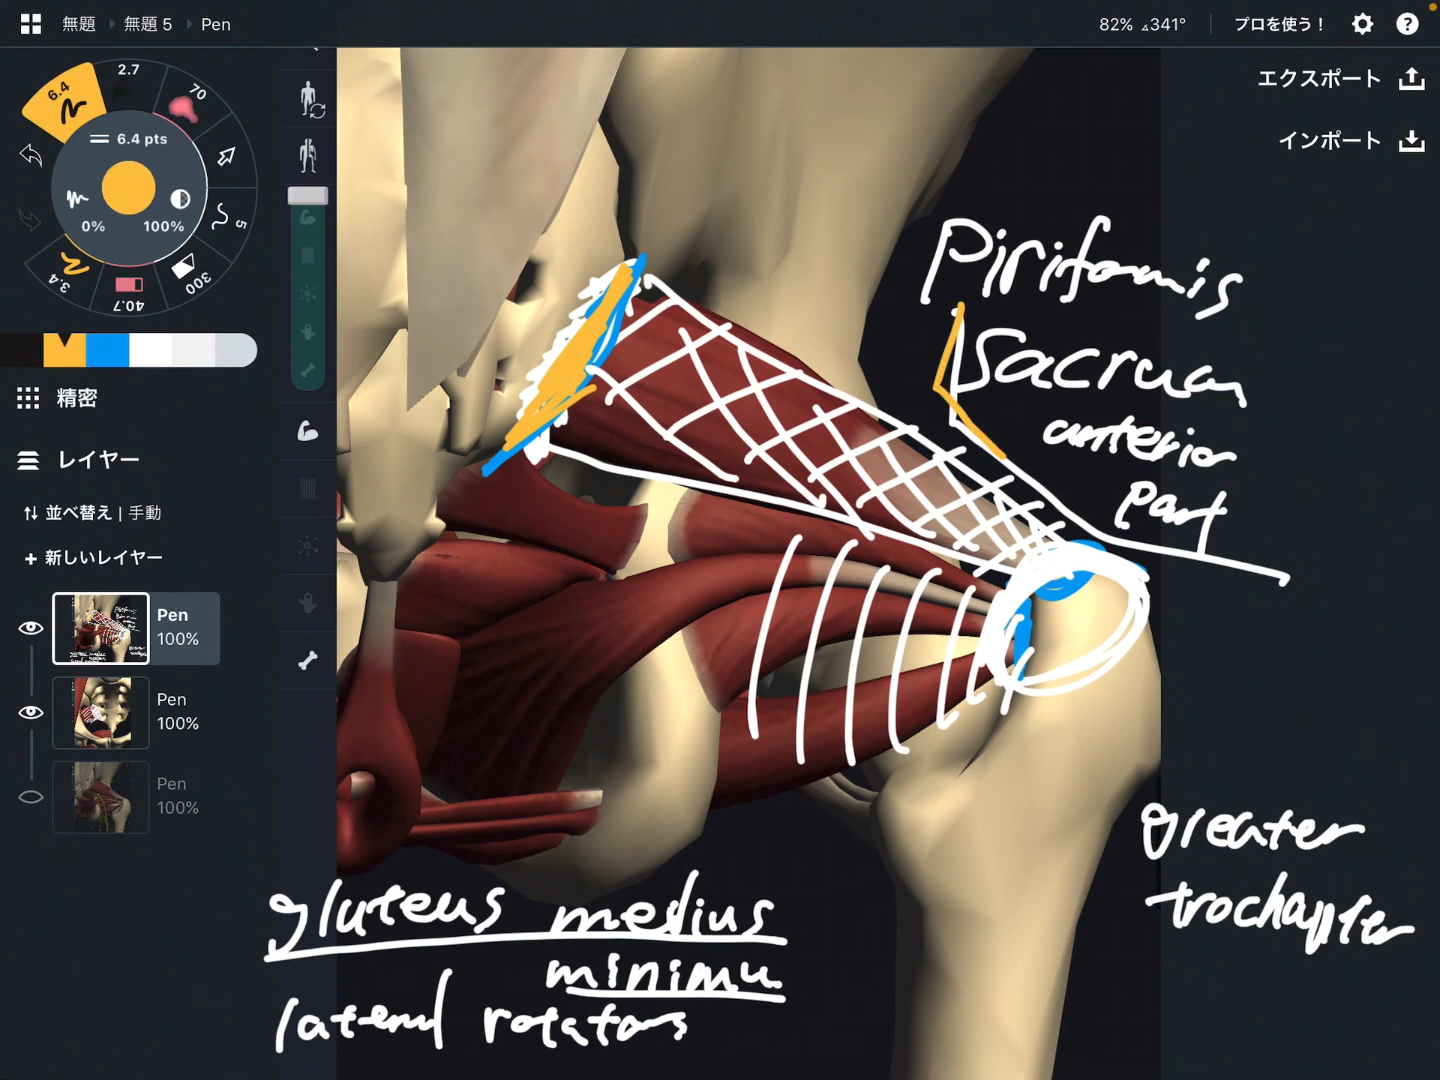 無題 無題 5 Pen
82% ⊿341°
プロを使う！
エクスポート
インポート
2.7
6.4
70
6.4 pts
0% 100%
5
3.4
40.7
300
精密
レイヤー
並べ替え | 手動
+ 新しいレイヤー
Pen
100%
Pen
100%
Pen
100%
Piriformis
Sacrum
anterior
part
greater
trochanter
gluteus medius
minimu
lateral rotators